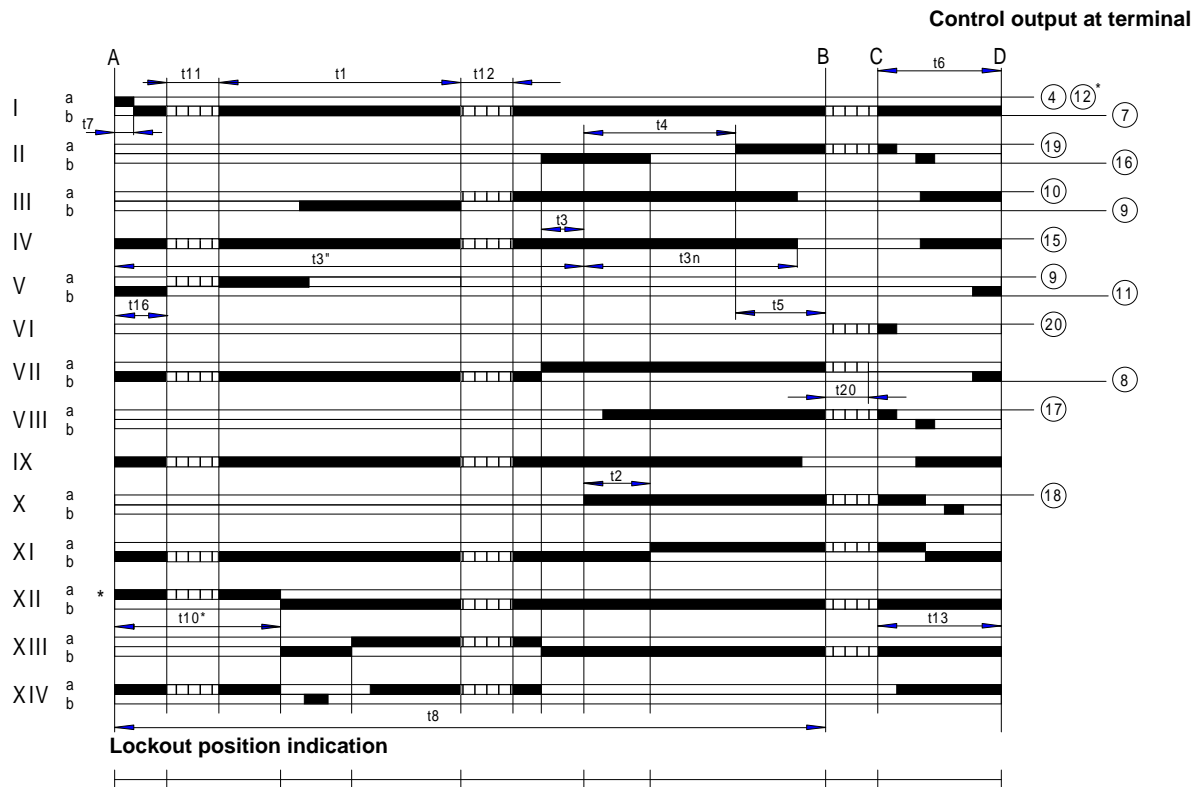 Control output at terminal
A B C D
t11 t1 t12 t6
I a b 4 12 * 7
t7 t4
II a b 19 16
III a b 10 9
t3
IV 15
t3" t3n
V a b 9 11
t16 t5
VI 20
VII a b 8
t20
VIII a b 17
IX
t2
X a b 18
XI a b
XII * a b
t10* t13
XIII a b
XIV a b
t8
Lockout position indication